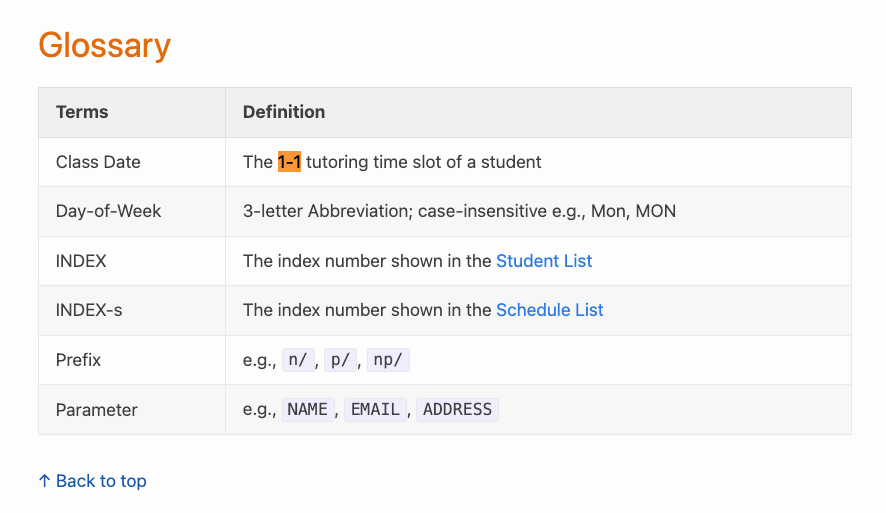 Glossary
Terms Definition
Class Date The 1-1 tutoring time slot of a student
Day-of-Week 3-letter Abbreviation; case-insensitive e.g., Mon, MON
INDEX The index number shown in the Student List
INDEX-s The index number shown in the Schedule List
Prefix e.g., n/, p/, np/
Parameter e.g., NAME, EMAIL, ADDRESS
↑ Back to top